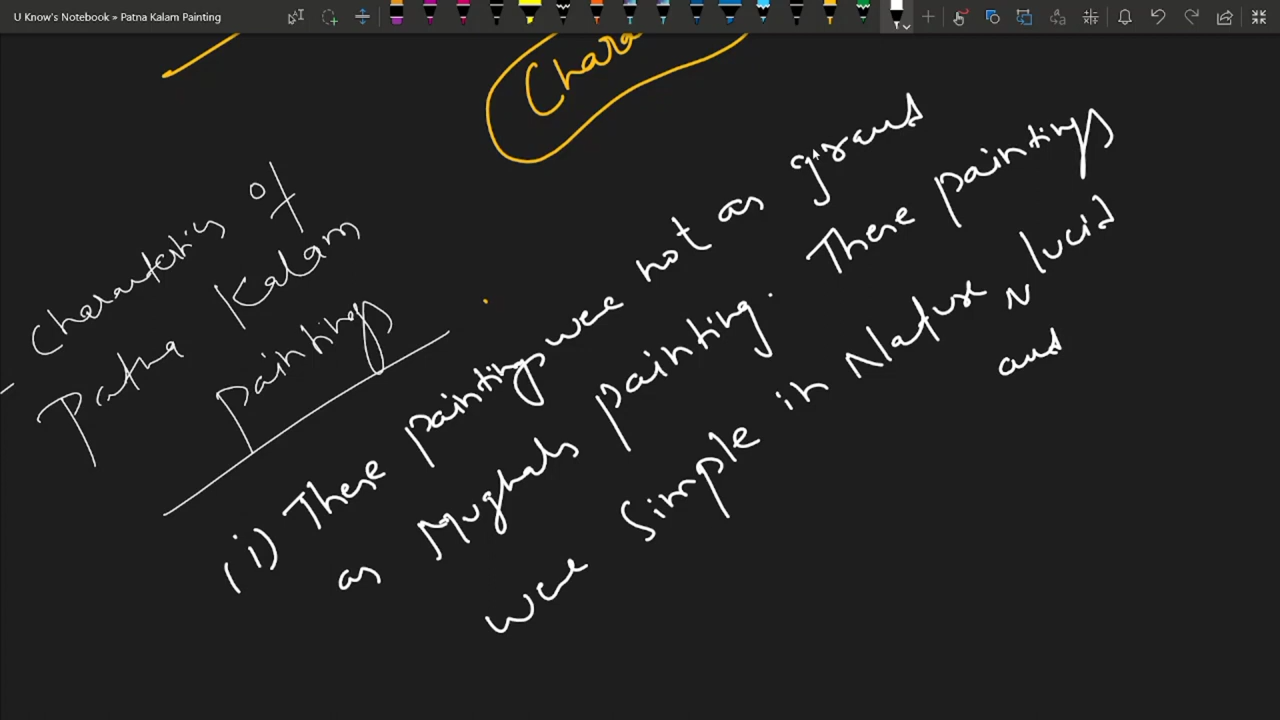 U Know's Notebook » Patna Kalam Painting
Chara
Charactetics of
Patna Kalam
paintings
(i) These paintings were not as grand
as Mughals painting. These paintings
were Simple in Nature N lucid
and